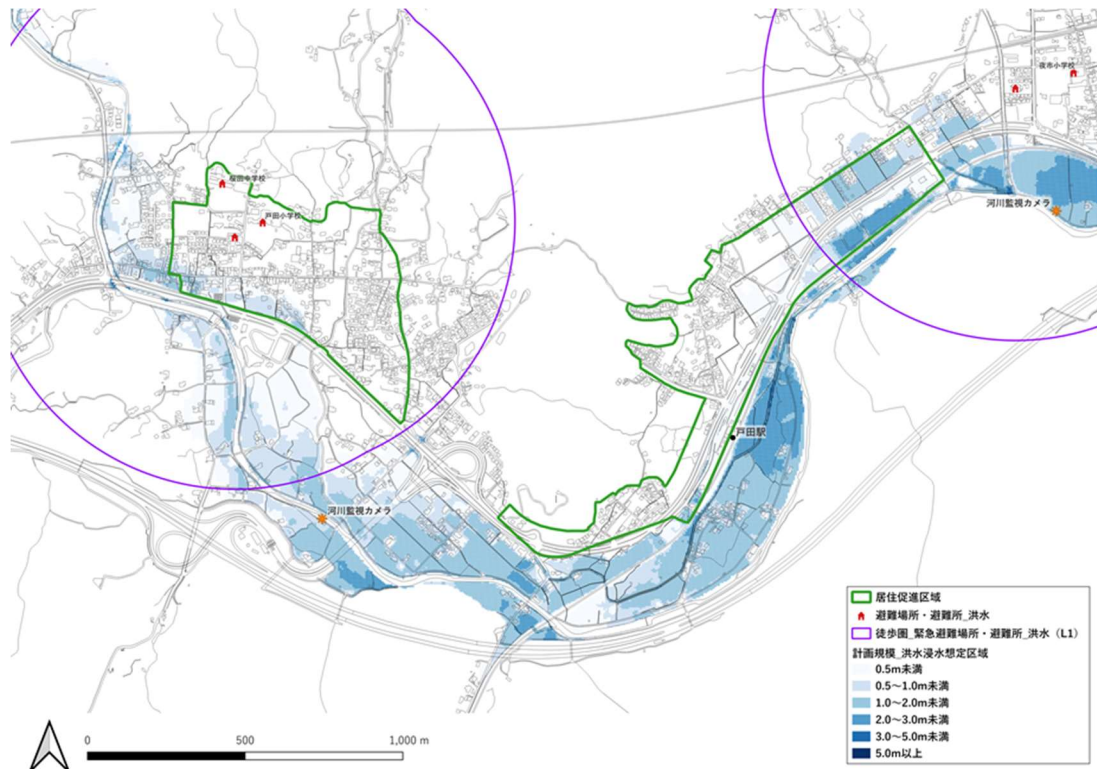 夜市小学校
桜田中学校
戸田小学校
河川監視カメラ
戸田駅
河川監視カメラ
居住促進区域
避難場所・避難所_洪水
徒歩圏_緊急避難場所・避難所_洪水（L1）
計画規模_洪水浸水想定区域
0.5m未満
0.5～1.0m未満
1.0～2.0m未満
2.0～3.0m未満
3.0～5.0m未満
5.0m以上
0 500 1,000 m